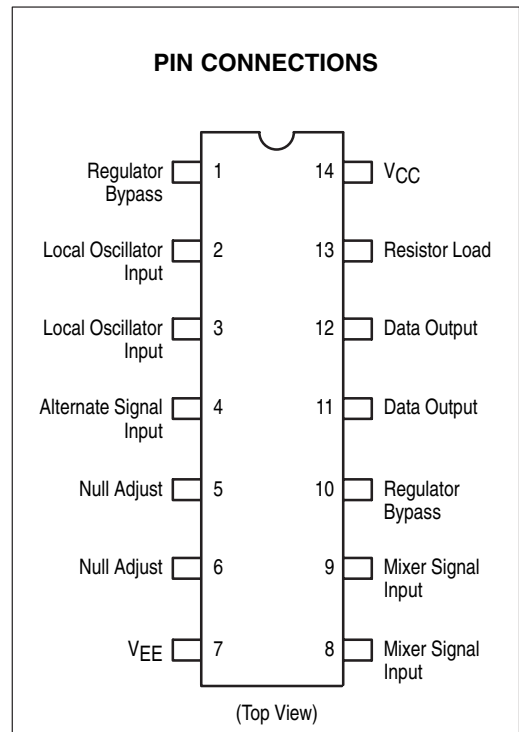 PIN CONNECTIONS
Regulator
Bypass
1
14
VCC
Local Oscillator
Input
2
13
Resistor Load
Local Oscillator
Input
3
12
Data Output
Alternate Signal
Input
4
11
Data Output
Null Adjust
5
10
Regulator
Bypass
Null Adjust
6
9
Mixer Signal
Input
VEE
7
8
Mixer Signal
Input
(Top View)